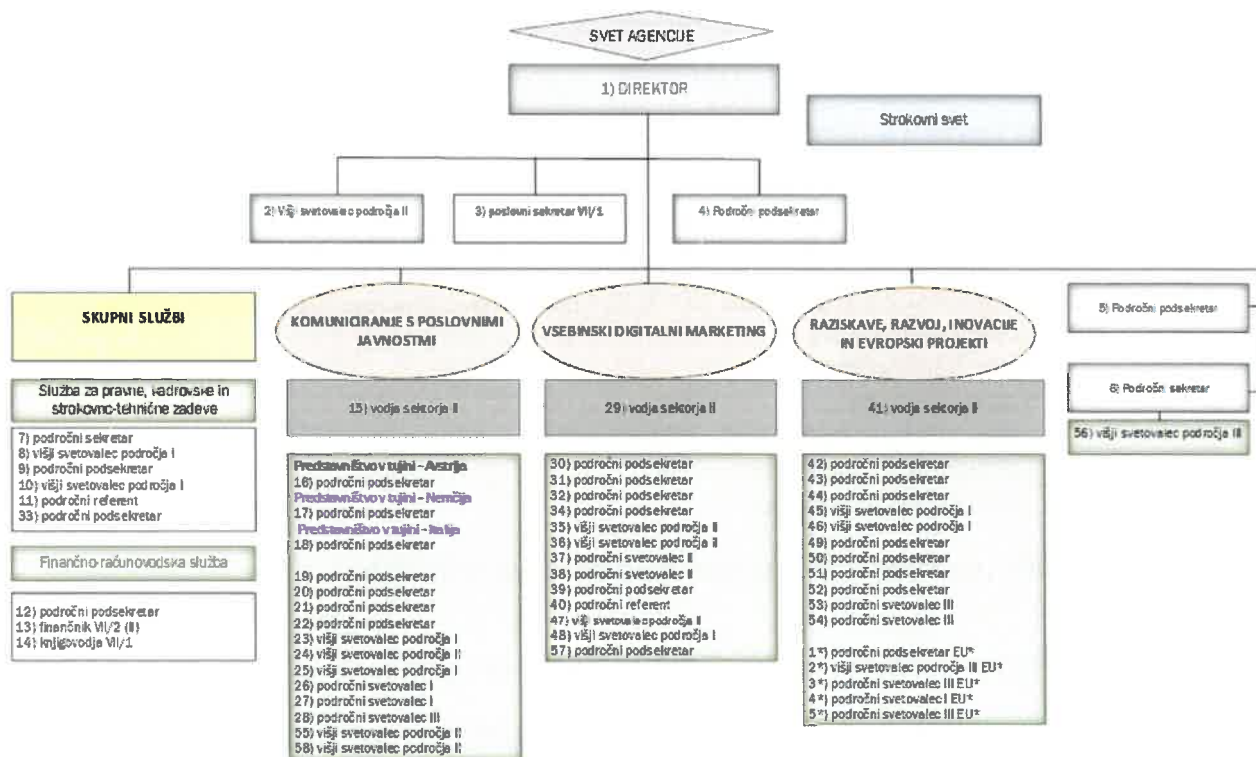 SVET AGENCIJE
1) DIREKTOR
Strokovni svet
2) Višji svetovalec področja II
3) poslovni sekretar VII/1
4) Področni podsekretar
SKUPNI SLUŽBI
Služba za pravne, kadrovske in
strokovno-tehnične zadeve
7) področni sekretar
8) višji svetovalec področja I
9) področni podsekretar
10) višji svetovalec področja I
11) področni referent
33) področni podsekretar
Finančno-računovodska služba
12) področni podsekretar
13) finančnik VII/2 (II)
14) knjigovodja VII/1
KOMUNICIRANJE S POSLOVNIMI
JAVNOSTMI
15) vodja sektorja II
Predstavništvo v tujini - Avstrija
16) področni podsekretar
Predstavništvo v tujini - Nemčija
17) področni podsekretar
Predstavništvo v tujini - Italija
18) področni podsekretar
19) področni podsekretar
20) področni podsekretar
21) področni podsekretar
22) področni podsekretar
23) višji svetovalec področja I
24) višji svetovalec področja II
25) višji svetovalec področja I
26) področni svetovalec I
27) področni svetovalec I
28) področni svetovalec III
55) višji svetovalec področja II
58) višji svetovalec področja II
VSEBINSKI DIGITALNI MARKETING
29) vodja sektorja II
30) področni podsekretar
31) področni podsekretar
32) področni podsekretar
34) področni podsekretar
35) višji svetovalec področja II
36) višji svetovalec področja II
37) področni svetovalec II
38) področni svetovalec II
39) področni podsekretar
40) področni referent
47) višji svetovalec področja II
48) višji svetovalec področja I
57) področni podsekretar
RAZISKAVE, RAZVOJ, INOVACIJE
IN EVROPSKI PROJEKTI
41) vodja sektorja II
42) področni podsekretar
43) področni podsekretar
44) področni podsekretar
45) višji svetovalec področja I
46) višji svetovalec področja I
49) področni podsekretar
50) področni podsekretar
51) področni podsekretar
52) področni podsekretar
53) področni svetovalec III
54) področni svetovalec III
1*) področni podsekretar EU*
2*) višji svetovalec področja III EU*
3*) področni svetovalec III EU*
4*) področni svetovalec I EU*
5*) področni svetovalec III EU*
5) Področni podsekretar
6) Področni sekretar
56) višji svetovalec področja III